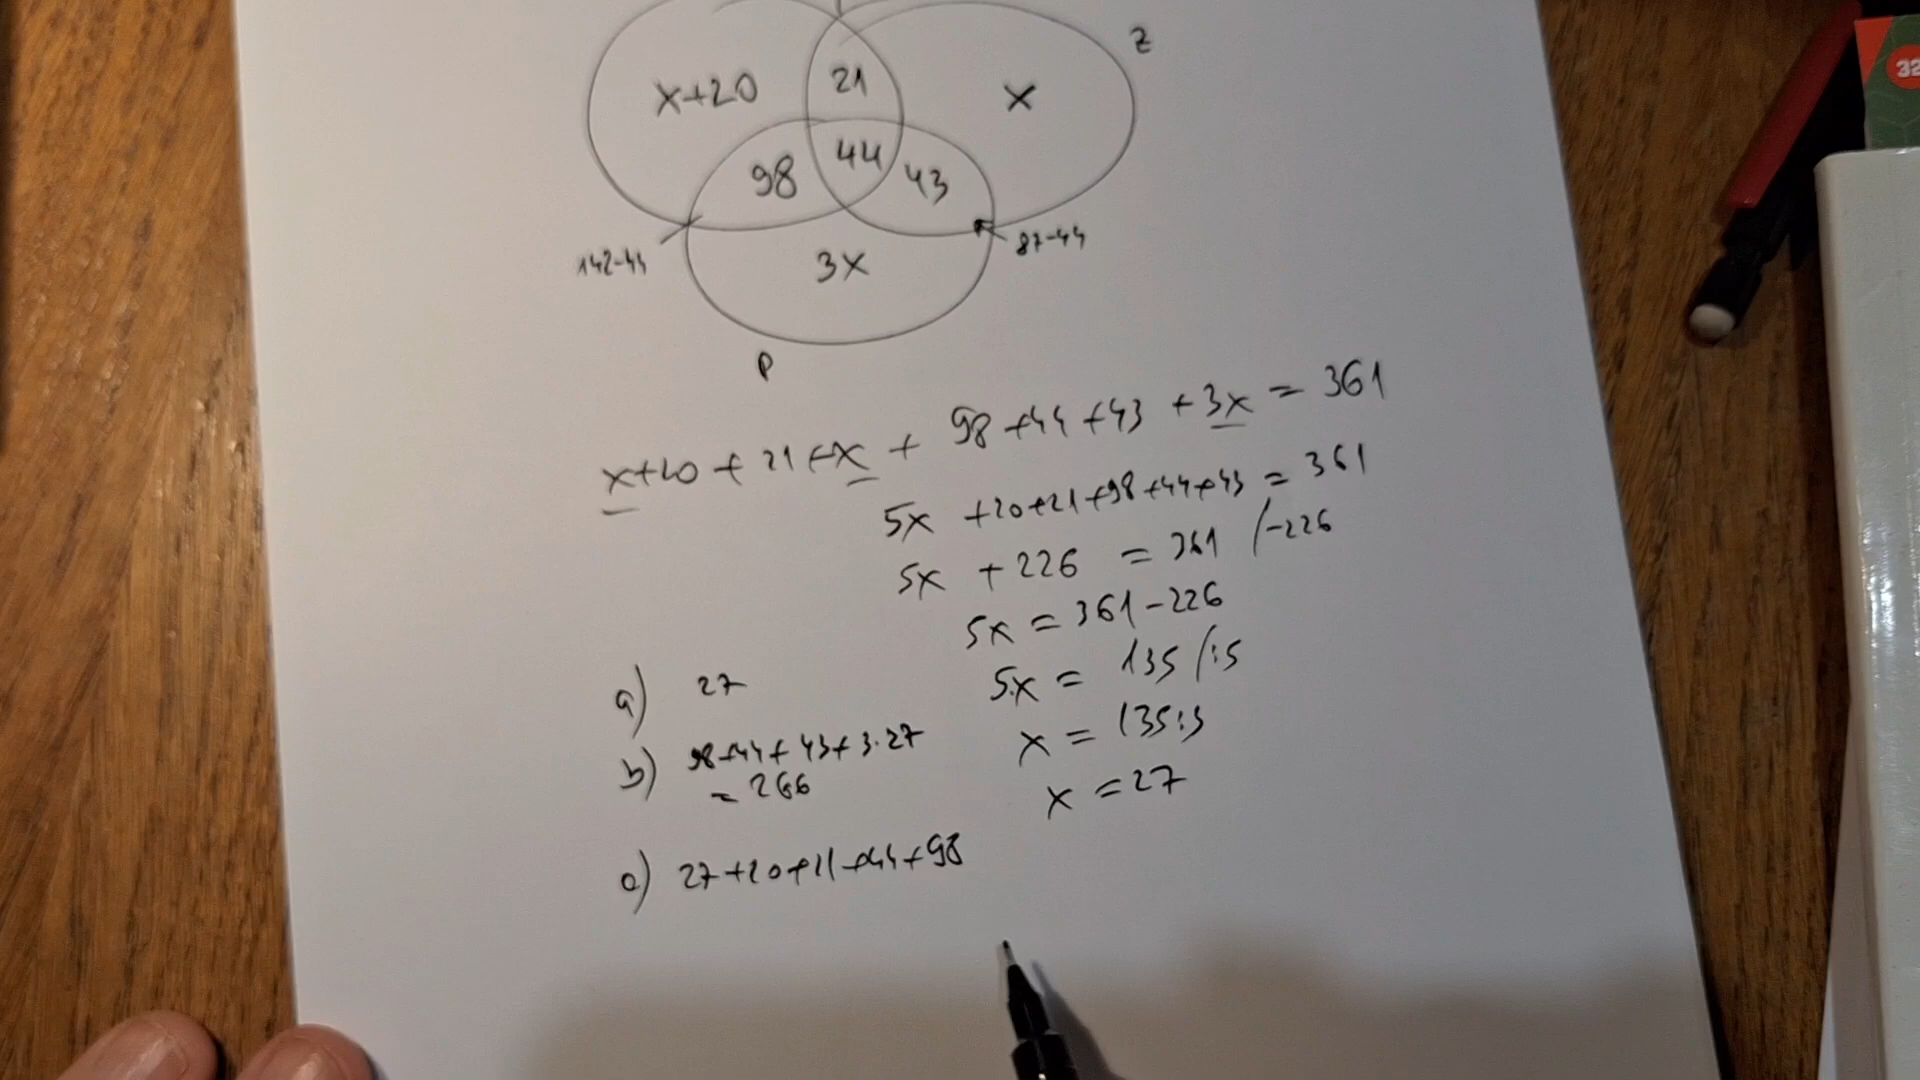 z
x+20 21 x
98 44 43
142-44 3x 87-44
P
x+20 + 21 + x + 98 + 44 + 43 + 3x = 361
5x + 20 + 21 + 98 + 44 + 43 = 361
5x + 226 = 361 /-226
5x = 361 - 226
5x = 135 /:5
x = 135:5
x = 27
a) 27
b) 98 + 44 + 43 + 3.27
= 266
c) 27 + 20 + 21 + 44 + 98
32